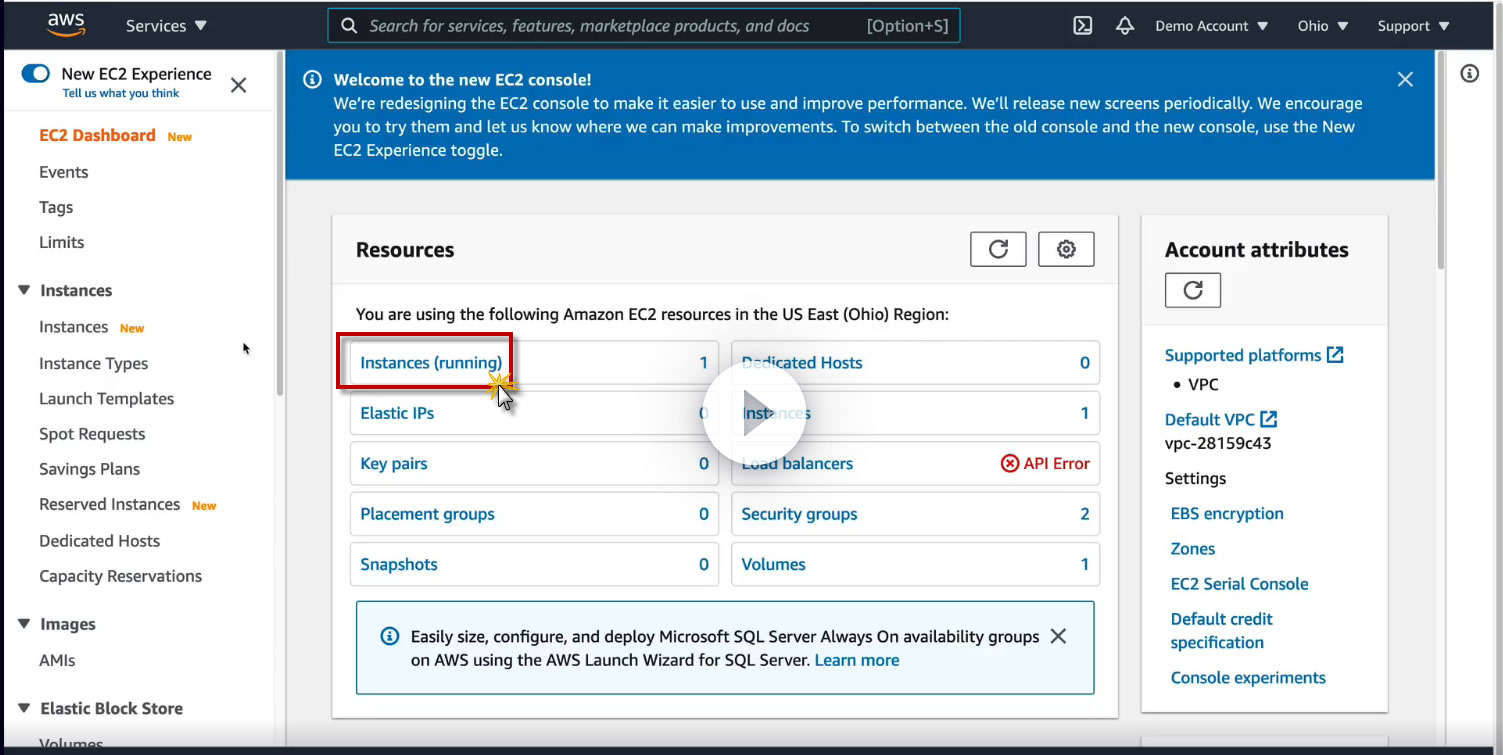 aws
Services
Search for services, features, marketplace products, and docs
[Option+S]
Demo Account
Ohio
Support
New EC2 Experience
Tell us what you think
EC2 Dashboard New
Events
Tags
Limits
Instances
Instances New
Instance Types
Launch Templates
Spot Requests
Savings Plans
Reserved Instances New
Dedicated Hosts
Capacity Reservations
Images
AMIs
Elastic Block Store
Volumes
Welcome to the new EC2 console!
We're redesigning the EC2 console to make it easier to use and improve performance. We'll release new screens periodically. We encourage
you to try them and let us know where we can make improvements. To switch between the old console and the new console, use the New
EC2 Experience toggle.
Resources
You are using the following Amazon EC2 resources in the US East (Ohio) Region:
Instances (running) 1
Dedicated Hosts 0
Elastic IPs 0
Instances 1
Key pairs 0
Load balancers API Error
Placement groups 0
Security groups 2
Snapshots 0
Volumes 1
Easily size, configure, and deploy Microsoft SQL Server Always On availability groups
on AWS using the AWS Launch Wizard for SQL Server. Learn more
Account attributes
Supported platforms
• VPC
Default VPC
vpc-28159c43
Settings
EBS encryption
Zones
EC2 Serial Console
Default credit
specification
Console experiments